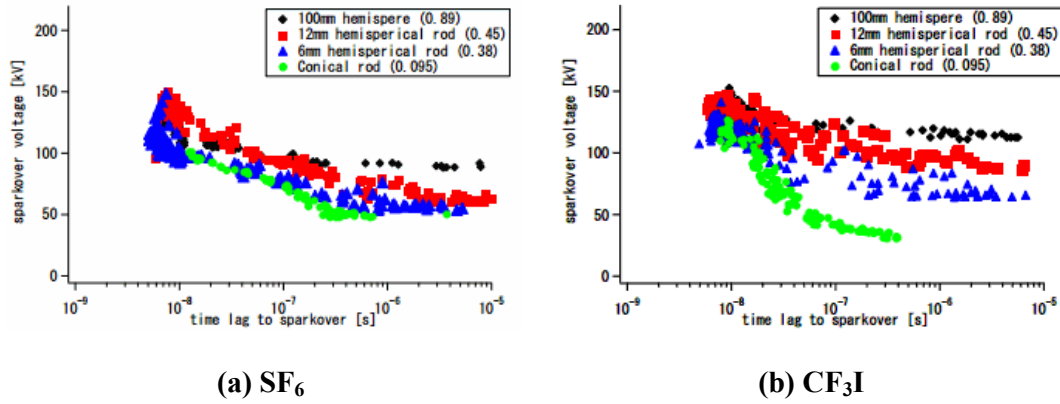 200
150
100
50
0
sparkover voltage [kV]
100mm hemispere (0.89)
12mm hemisperical rod (0.45)
6mm hemisperical rod (0.38)
Conical rod (0.095)
10⁻⁹ 10⁻⁸ 10⁻⁷ 10⁻⁶ 10⁻⁵
time lag to sparkover [s]
(a) SF₆
200
150
100
50
0
sparkover voltage [kV]
100mm hemispere (0.89)
12mm hemisperical rod (0.45)
6mm hemisperical rod (0.38)
Conical rod (0.095)
10⁻⁹ 10⁻⁸ 10⁻⁷ 10⁻⁶ 10⁻⁵
time lag to sparkover [s]
(b) CF₃I